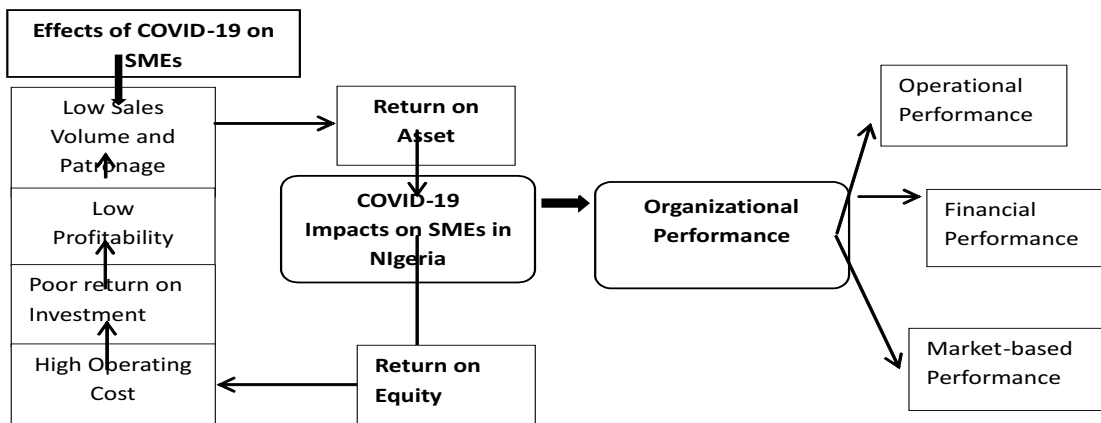 Effects of COVID-19 on
SMEs
Low Sales
Volume and
Patronage
Low
Profitability
Poor return on
Investment
High Operating
Cost
Return on
Asset
COVID-19
Impacts on SMEs in
NIgeria
Return on
Equity
Organizational
Performance
Operational
Performance
Financial
Performance
Market-based
Performance